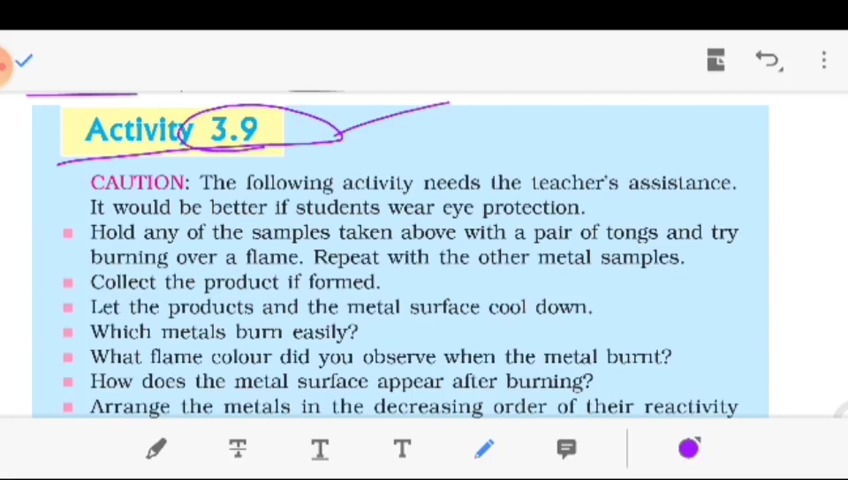 Activity 3.9
CAUTION: The following activity needs the teacher's assistance.
It would be better if students wear eye protection.
Hold any of the samples taken above with a pair of tongs and try
burning over a flame. Repeat with the other metal samples.
Collect the product if formed.
Let the products and the metal surface cool down.
Which metals burn easily?
What flame colour did you observe when the metal burnt?
How does the metal surface appear after burning?
Arrange the metals in the decreasing order of their reactivity